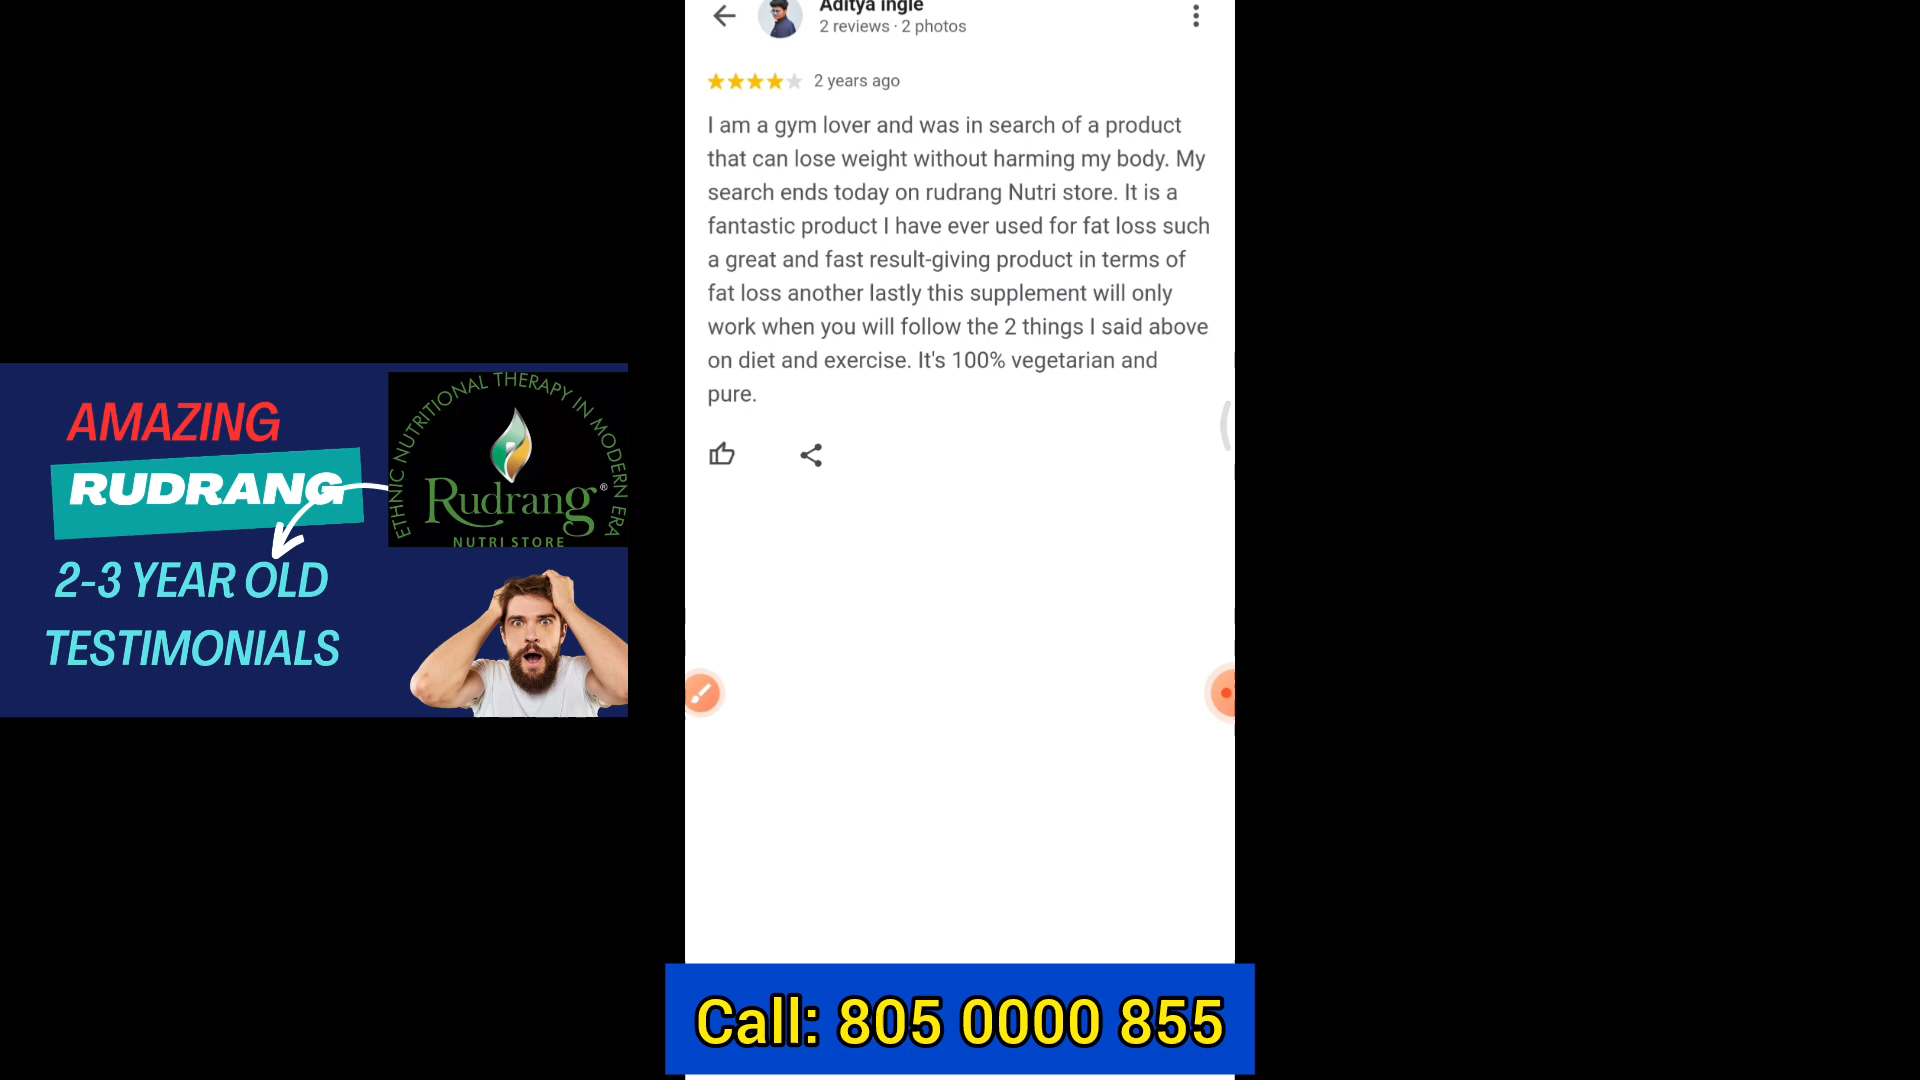 Aditya ingle
2 reviews · 2 photos
2 years ago
I am a gym lover and was in search of a product
that can lose weight without harming my body. My
search ends today on rudrang Nutri store. It is a
fantastic product I have ever used for fat loss such
a great and fast result-giving product in terms of
fat loss another lastly this supplement will only
work when you will follow the 2 things I said above
on diet and exercise. It's 100% vegetarian and
pure.
AMAZING
RUDRANG
2-3 YEAR OLD
TESTIMONIALS
ETHNIC NUTRITIONAL THERAPY IN MODERN ERA
Rudrang®
NUTRI STORE
Call: 805 0000 855